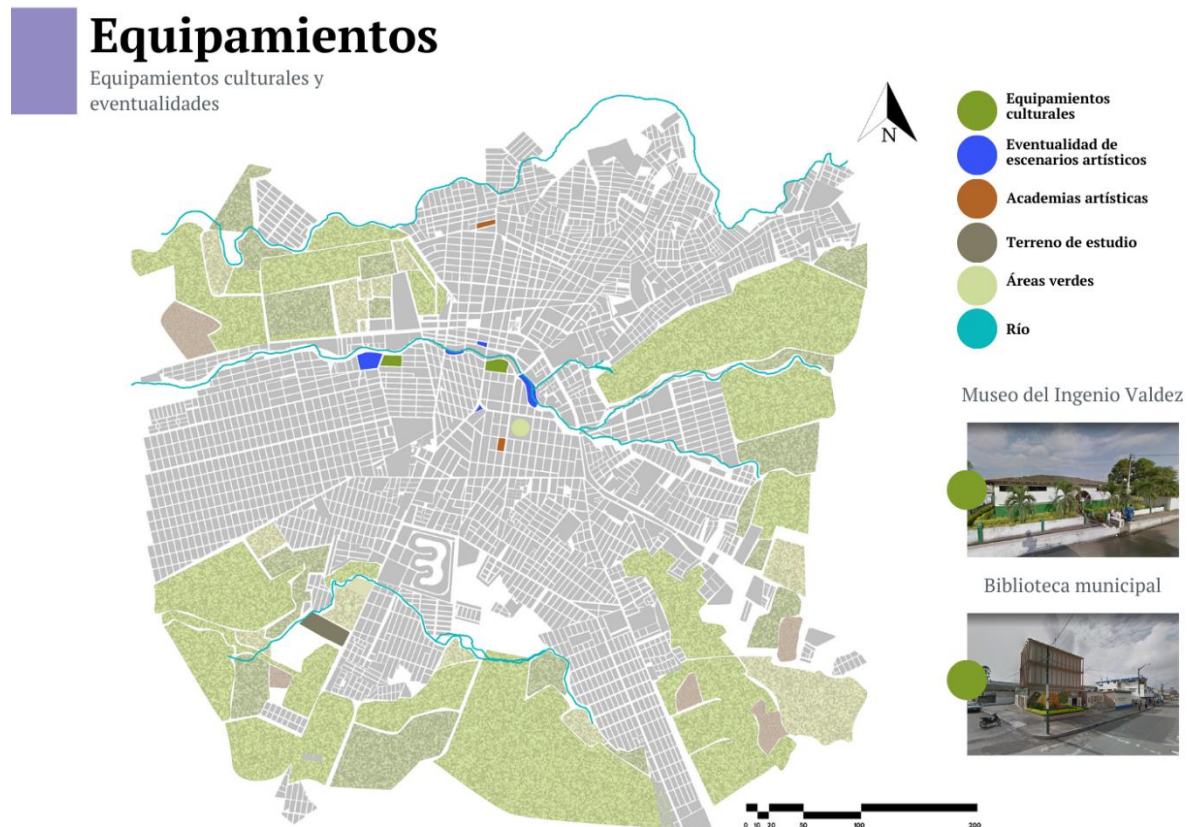 Equipamientos
Equipamientos culturales y
eventualidades
N
Equipamientos
culturales
Eventualidad de
escenarios artísticos
Academias artísticas
Terreno de estudio
Áreas verdes
Río
Museo del Ingenio Valdez
Biblioteca municipal
0 10 20 50 100 200